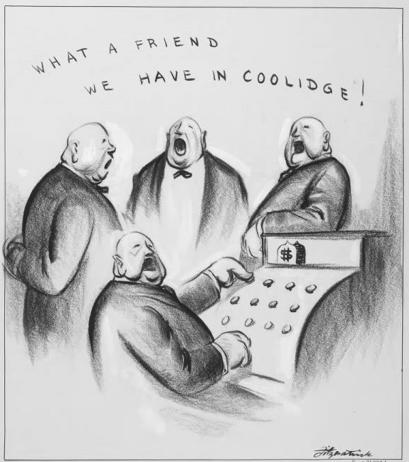 WHAT A FRIEND
WE HAVE IN COOLIDGE!
$
Fitzpatrick